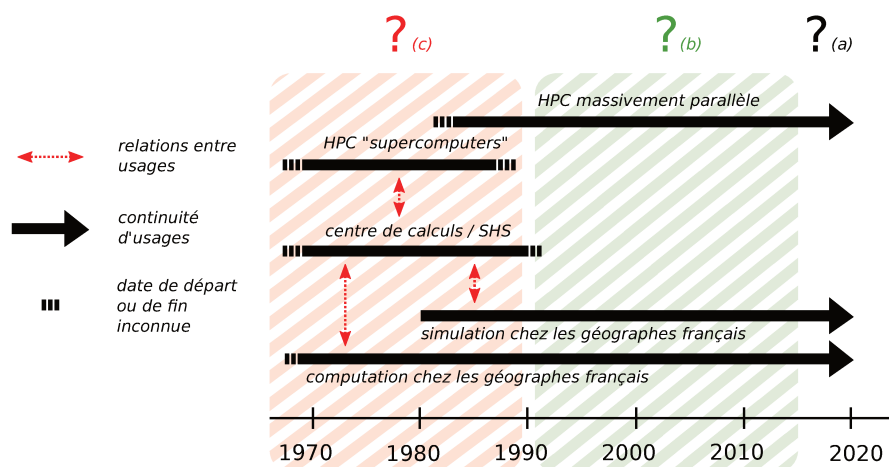 ? (c)
? (b)
? (a)
HPC massivement parallèle
HPC "supercomputers"
relations entre
usages
continuité
d'usages
centre de calculs / SHS
date de départ
ou de fin
inconnue
simulation chez les géographes français
computation chez les géographes français
1970 1980 1990 2000 2010 2020